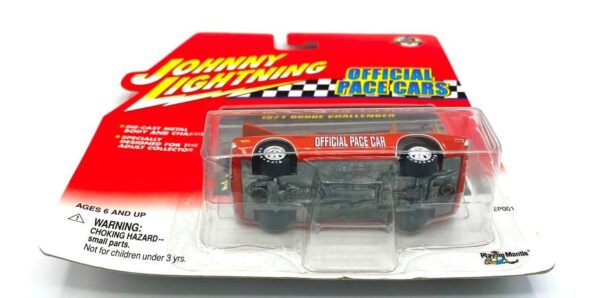 JOHNNY
LIGHTNING
OFFICIAL
PACE CARS
1971 DODGE CHALLENGER
• DIE-CAST METAL
BODY AND
• SPECIALLY
DESIGNED FOR THE
ADULT COLLECTOR
OFFICIAL PACE CAR
AGES 6 AND UP
WARNING:
CHOKING HAZARD--
small parts.
Not for children under 3 yrs.
Playing Mantis